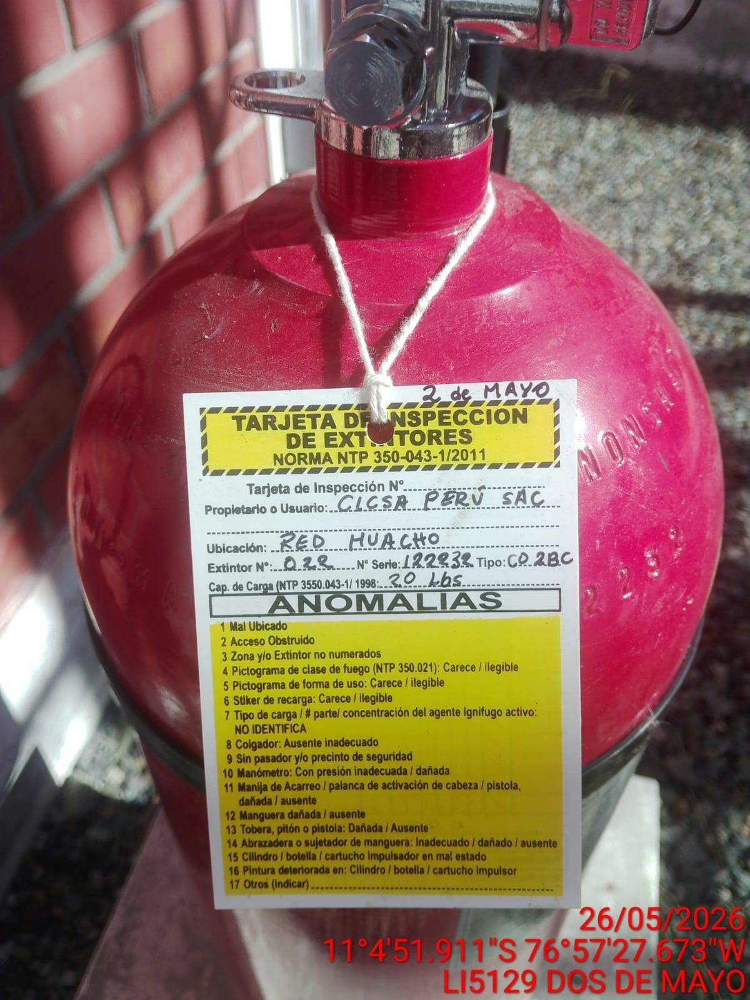 2 de MAYO
TARJETA DE INSPECCION
DE EXTINTORES
NORMA NTP 350-043-1/2011
Tarjeta de Inspección N°
Propietario o Usuario: CICSA PERÚ SAC
Ubicación: RED HUACHO
Extintor N°: 022 N° Serie: 122232 Tipo: CO2BC
Cap. de Carga (NTP 3550.043-1/ 1998: 20 Lbs
ANOMALIAS
1 Mal Ubicado
2 Acceso Obstruido
3 Zona y/o Extintor no numerados
4 Pictograma de clase de fuego (NTP 350.021): Carece / ilegible
5 Pictograma de forma de uso: Carece / ilegible
6 Stiker de recarga: Carece / ilegible
7 Tipo de carga / # parte/ concentración del agente Ignifugo activo:
NO IDENTIFICA
8 Colgador: Ausente inadecuado
9 Sin pasador y/o precinto de seguridad
10 Manómetro: Con presión inadecuada / dañada
11 Manija de Acarreo / palanca de activación de cabeza / pistola,
dañada / ausente
12 Manguera dañada / ausente
13 Tobera, pitón o pistola: Dañada / Ausente
14 Abrazadera o sujetador de manguera: Inadecuado / dañado / ausente
15 Cilindro / botella / cartucho Impulsador en mal estado
16 Pintura deteriorada en: Cilindro / botella / cartucho impulsor
17 Otros (indicar)
26/05/2026
11°4'51.911"S 76°57'27.673"W
LI5129 DOS DE MAYO